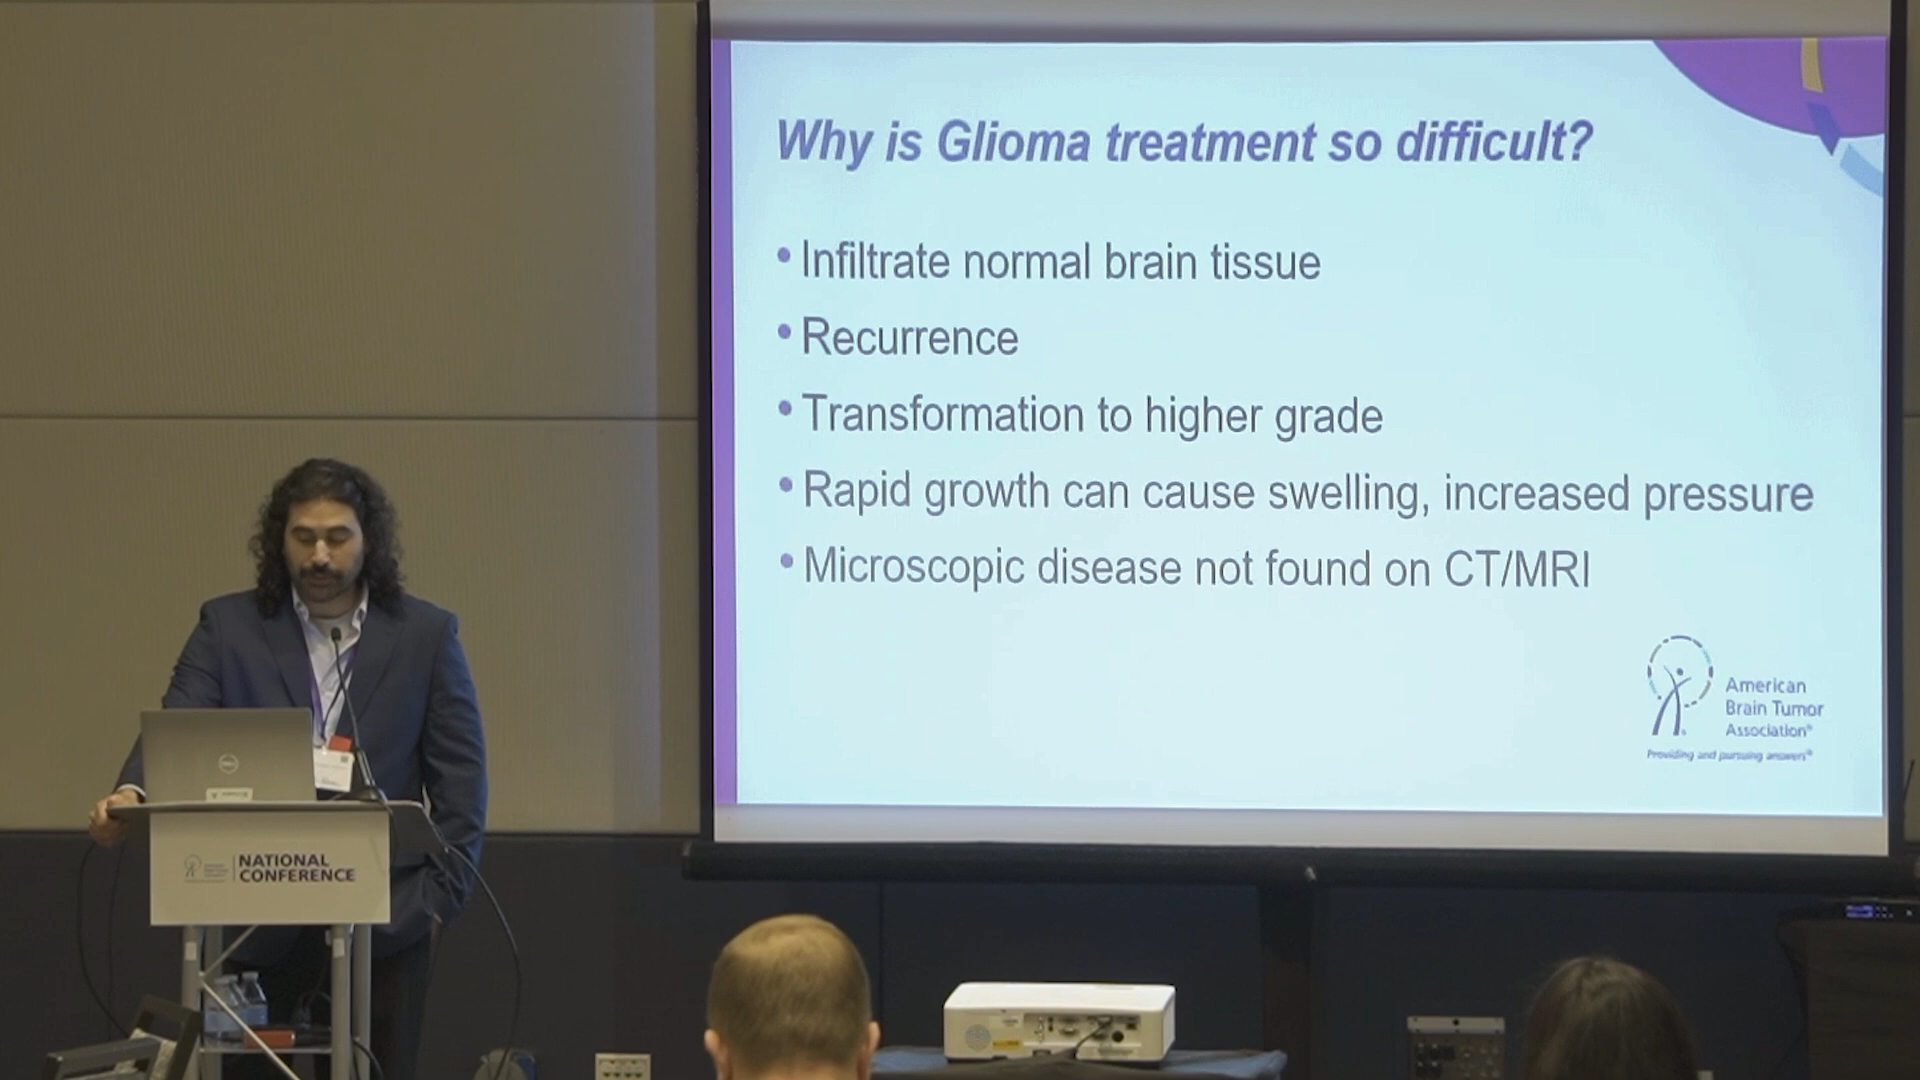 Why is Glioma treatment so difficult?
• Infiltrate normal brain tissue
• Recurrence
• Transformation to higher grade
• Rapid growth can cause swelling, increased pressure
• Microscopic disease not found on CT/MRI
American
Brain Tumor
Association®
Providing and pursuing answers®
DELL
NATIONAL
CONFERENCE